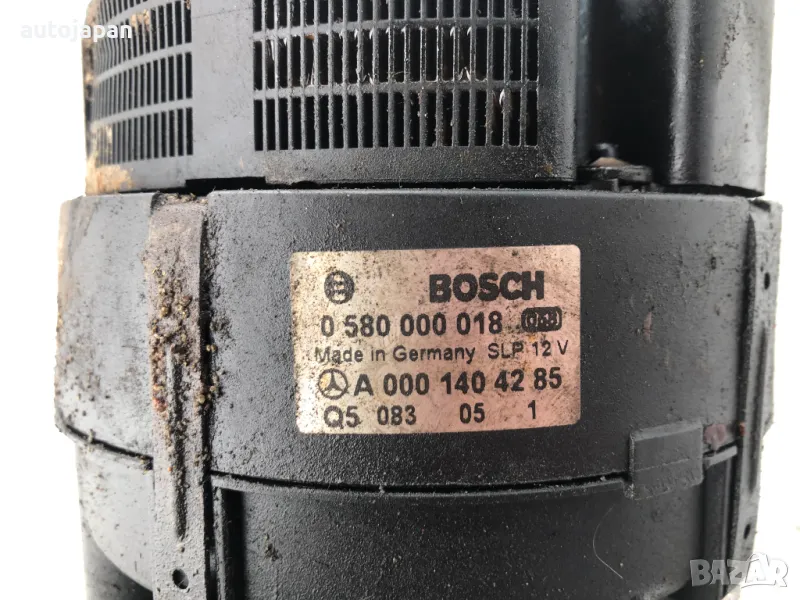 autojapan
BOSCH
0 580 000 018
Made in Germany SLP 12 V
A 000 140 42 85
Q5 083 05 1
BAZAR